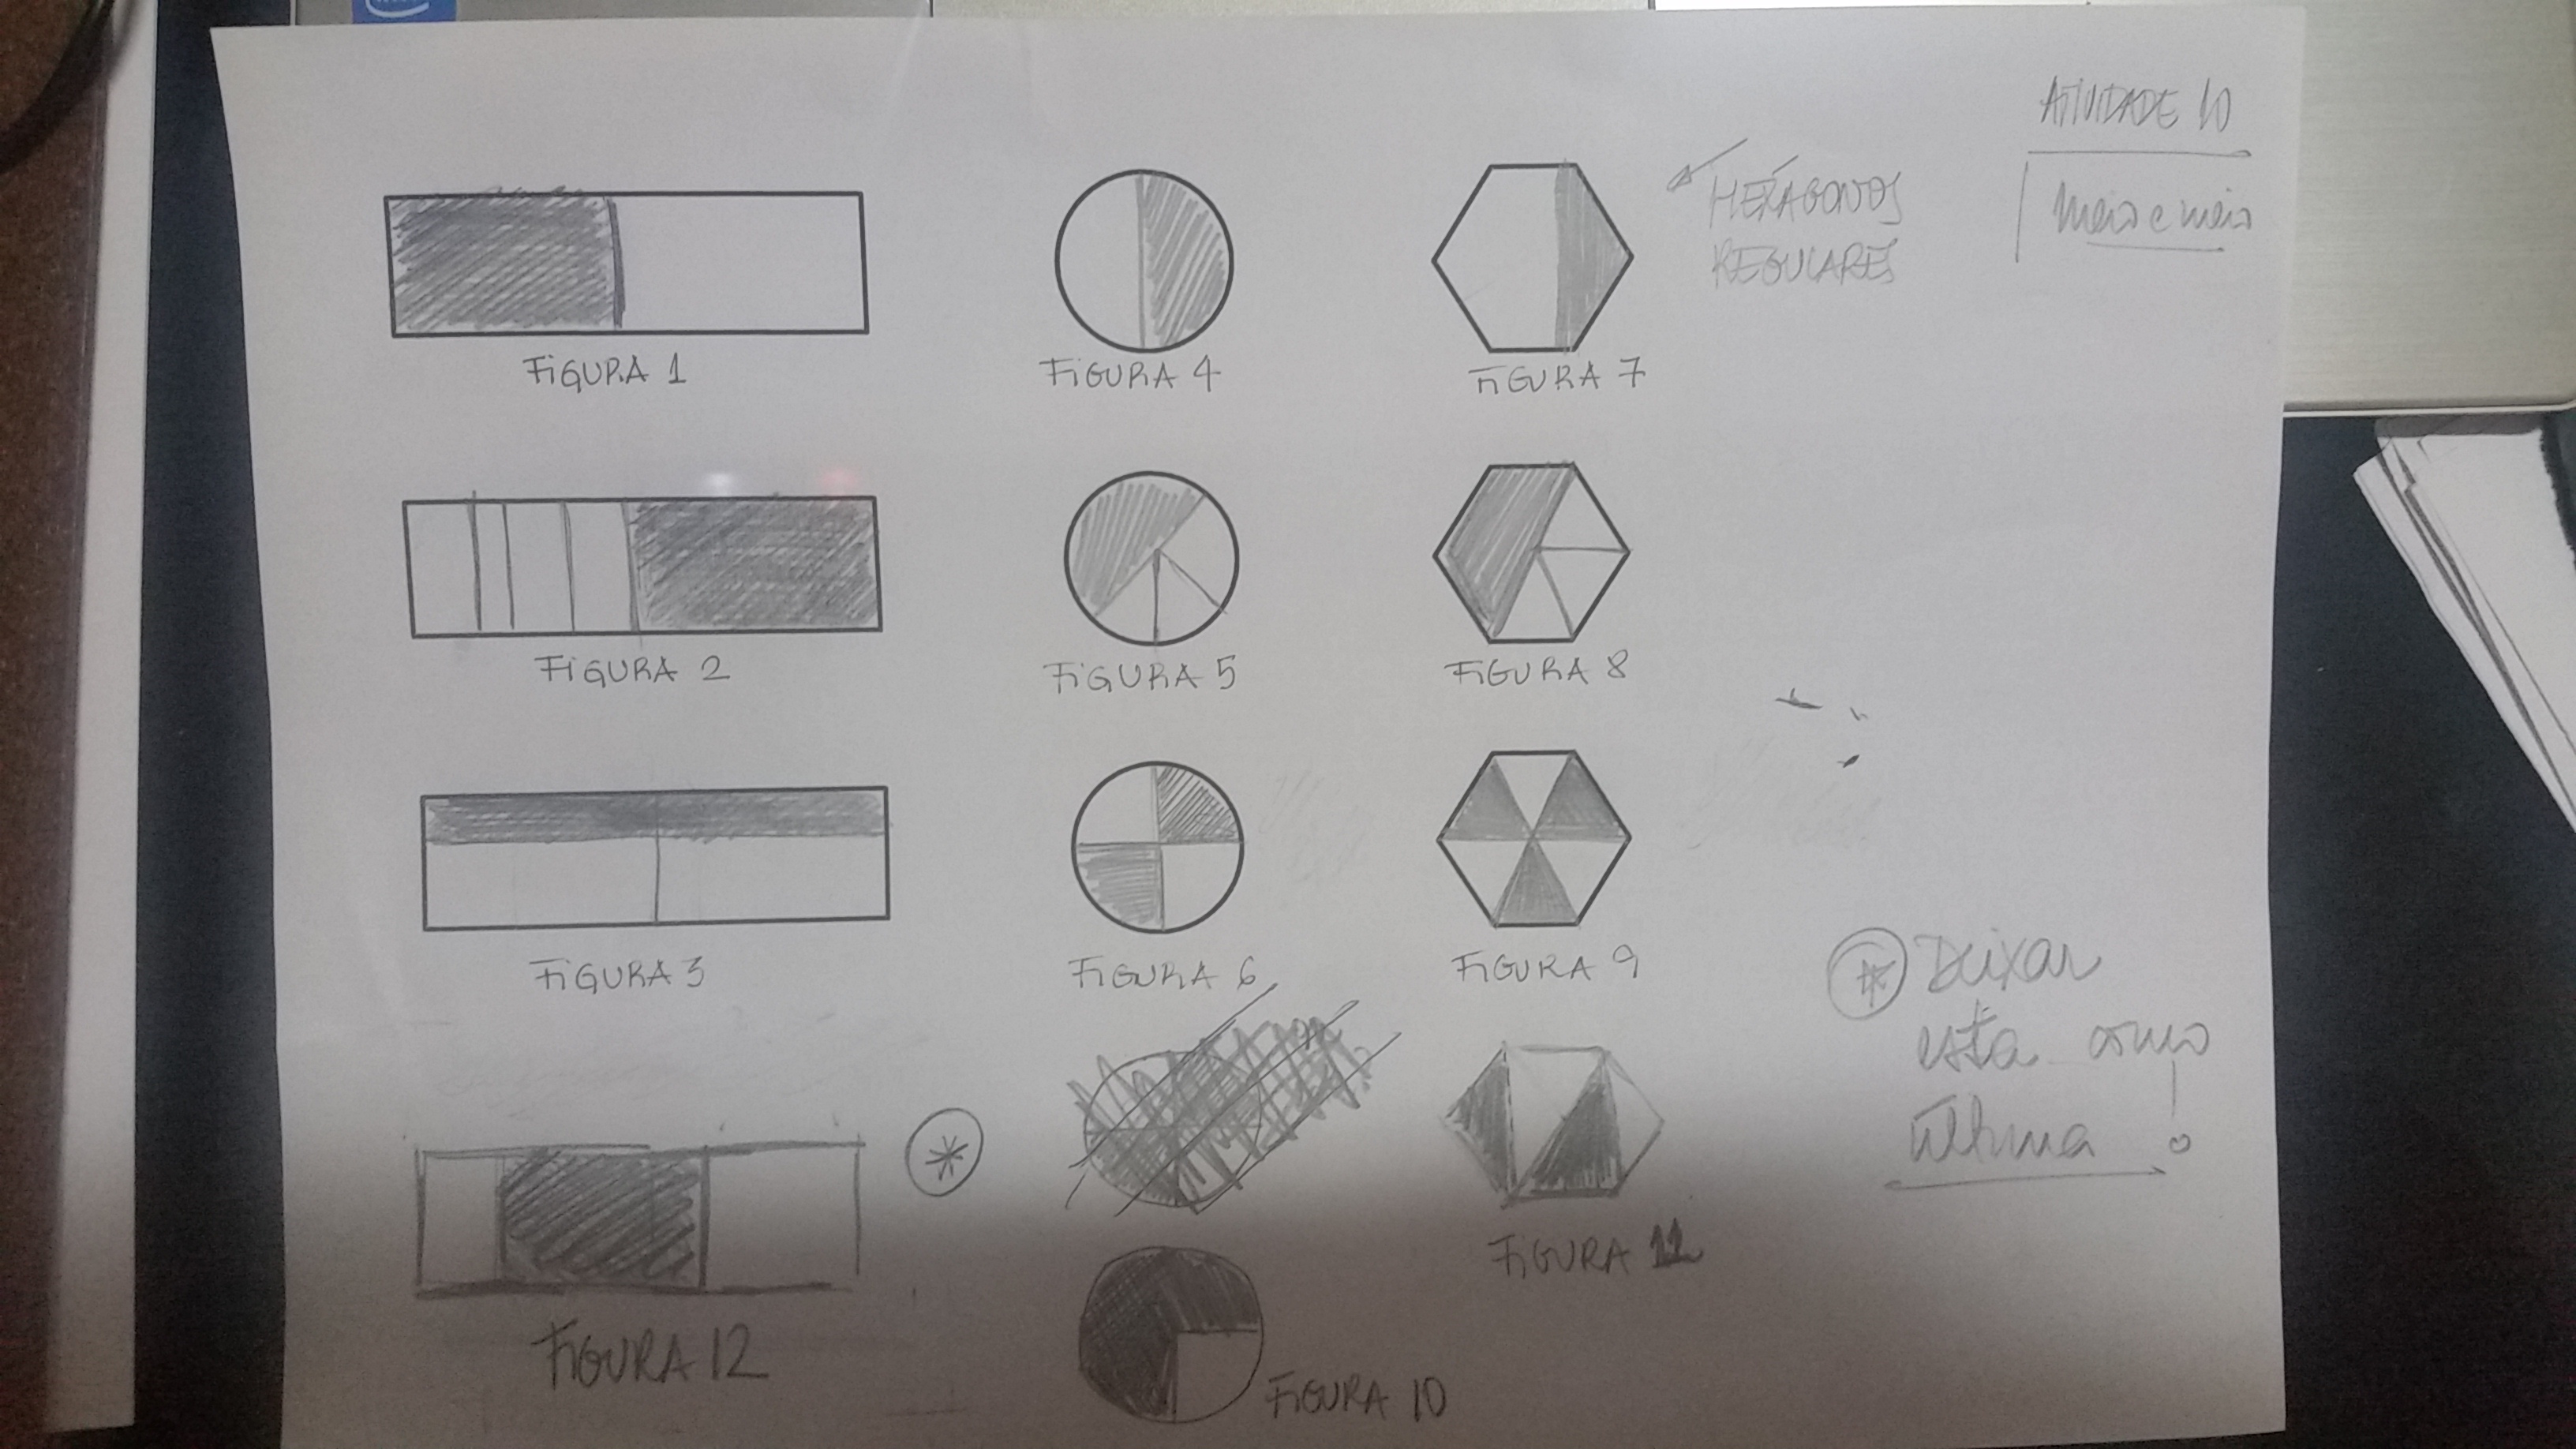 ATIVIDADE 10
Meio e meio
HEXÁGONOS
REGULARES
FIGURA 1
FIGURA 4
FIGURA 7
FIGURA 2
FIGURA 5
FIGURA 8
FIGURA 3
FIGURA 6
FIGURA 9
* Deixar
esta como
última!
*
FIGURA 11
FIGURA 12
FIGURA 10